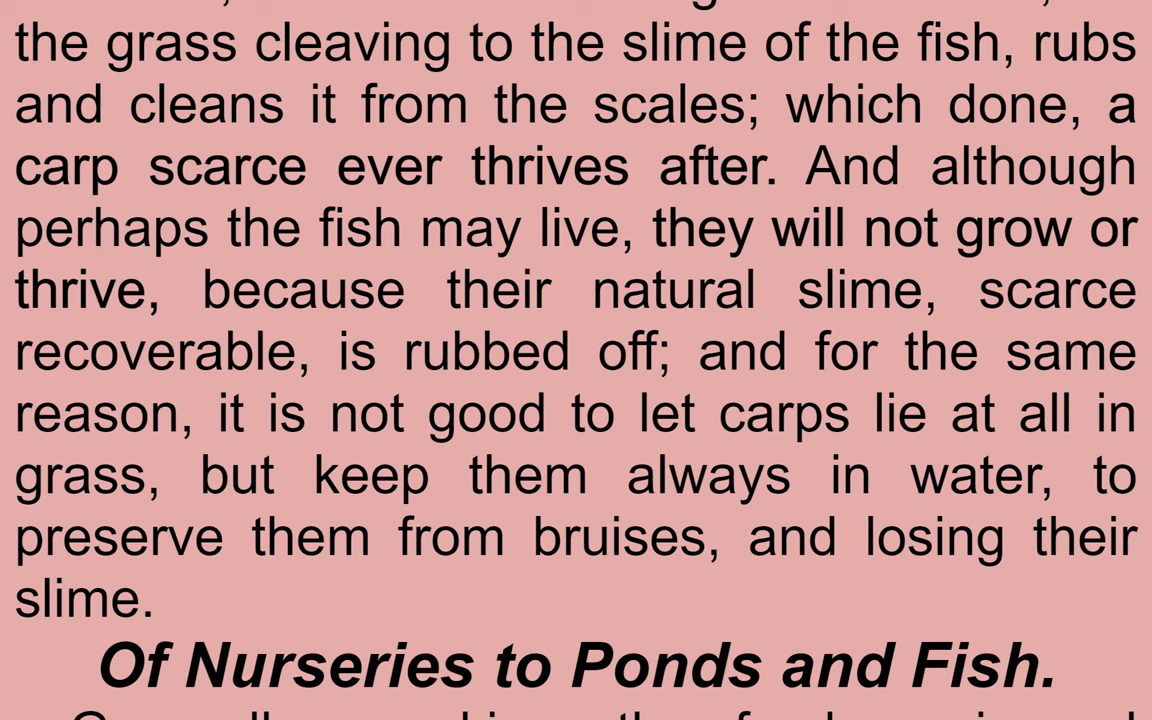 the grass cleaving to the slime of the fish, rubs
and cleans it from the scales; which done, a
carp scarce ever thrives after. And although
perhaps the fish may live, they will not grow or
thrive, because their natural slime, scarce
recoverable, is rubbed off; and for the same
reason, it is not good to let carps lie at all in
grass, but keep them always in water, to
preserve them from bruises, and losing their
slime.
Of Nurseries to Ponds and Fish.